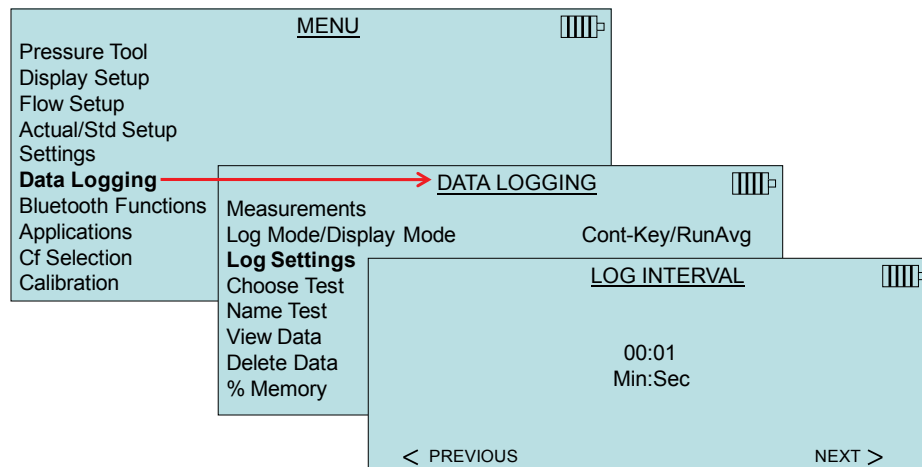 MENU
Pressure Tool
Display Setup
Flow Setup
Actual/Std Setup
Settings
Data Logging
Bluetooth Functions
Applications
Cf Selection
Calibration
DATA LOGGING
Measurements
Log Mode/Display Mode Cont-Key/RunAvg
Log Settings
Choose Test
Name Test
View Data
Delete Data
% Memory
LOG INTERVAL
00:01
Min:Sec
< PREVIOUS NEXT >